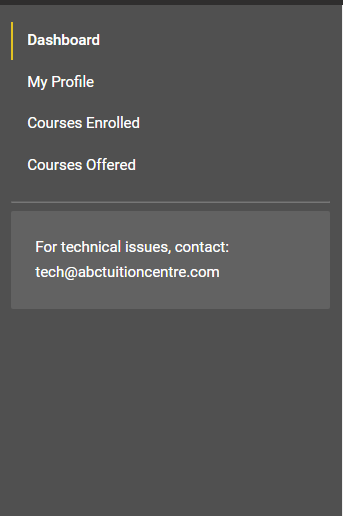 Dashboard
My Profile
Courses Enrolled
Courses Offered
For technical issues, contact:
tech@abctuitioncentre.com